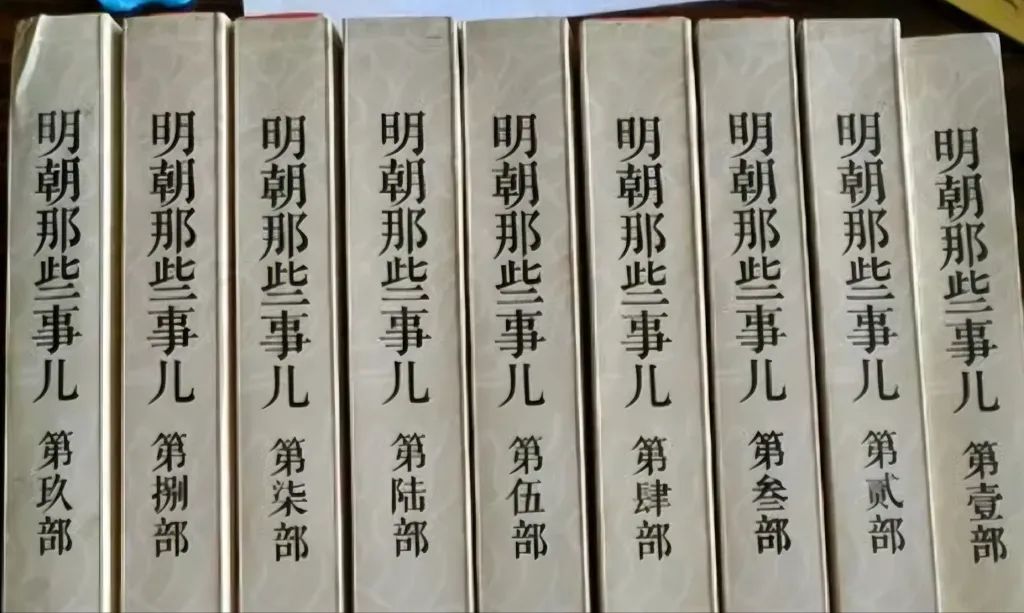 明朝那些事儿 第玖部
明朝那些事儿 第捌部
明朝那些事儿 第柒部
明朝那些事儿 第陆部
明朝那些事儿 第伍部
明朝那些事儿 第肆部
明朝那些事儿 第叁部
明朝那些事儿 第贰部
明朝那些事儿 第壹部